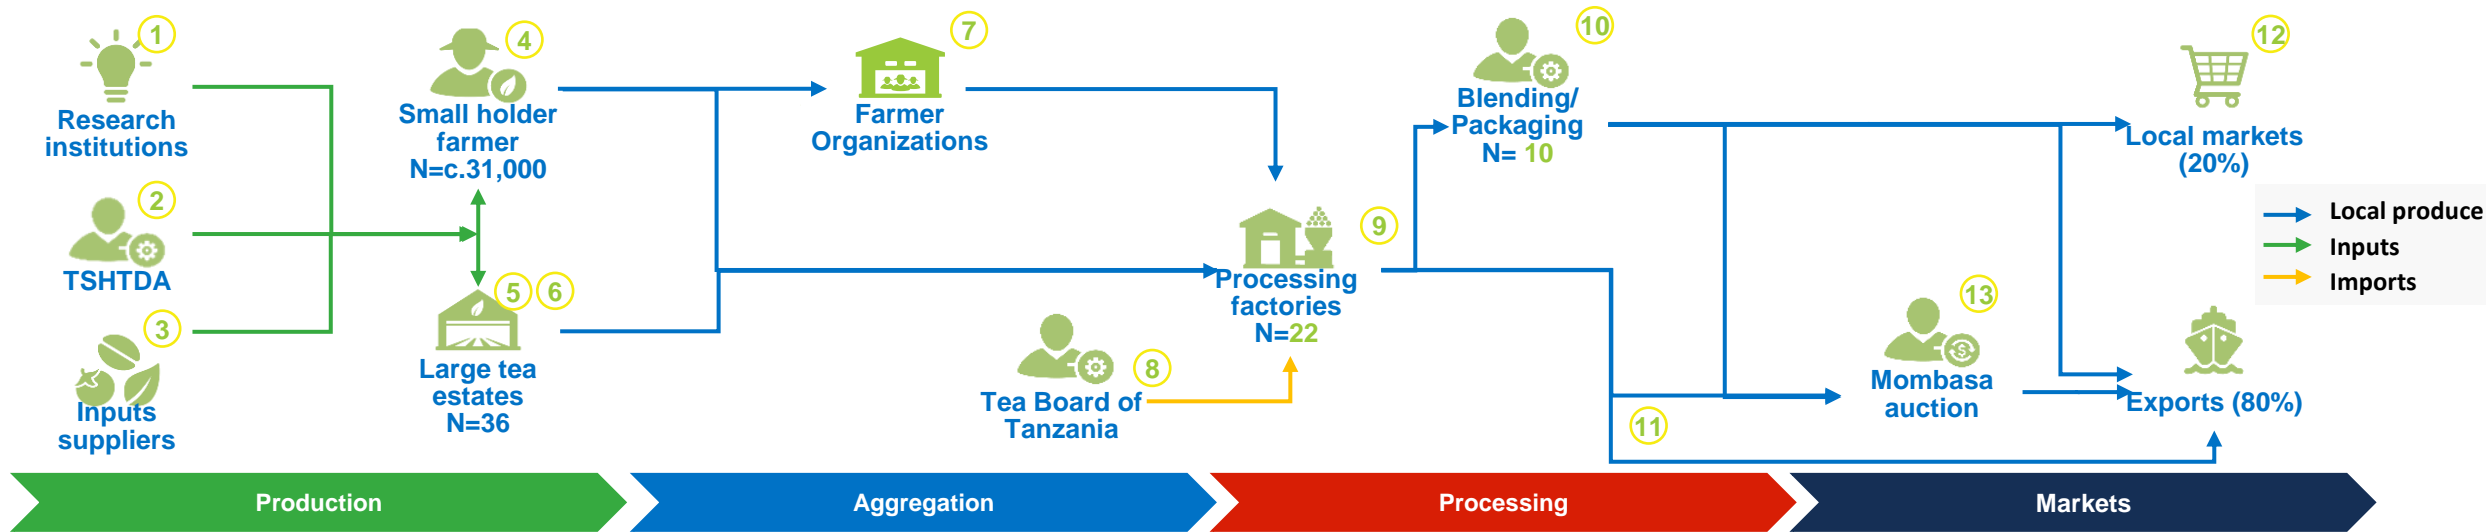 1
Research
institutions
2
TSHTDA
3
Inputs
suppliers
4
Small holder
farmer
N=c.31,000
5 6
Large tea
estates
N=36
7
Farmer
Organizations
8
Tea Board of
Tanzania
9
Processing
factories
N=22
10
Blending/
Packaging
N= 10
11
12
Local markets
(20%)
13
Mombasa
auction
Exports (80%)
Local produce
Inputs
Imports
Production
Aggregation
Processing
Markets